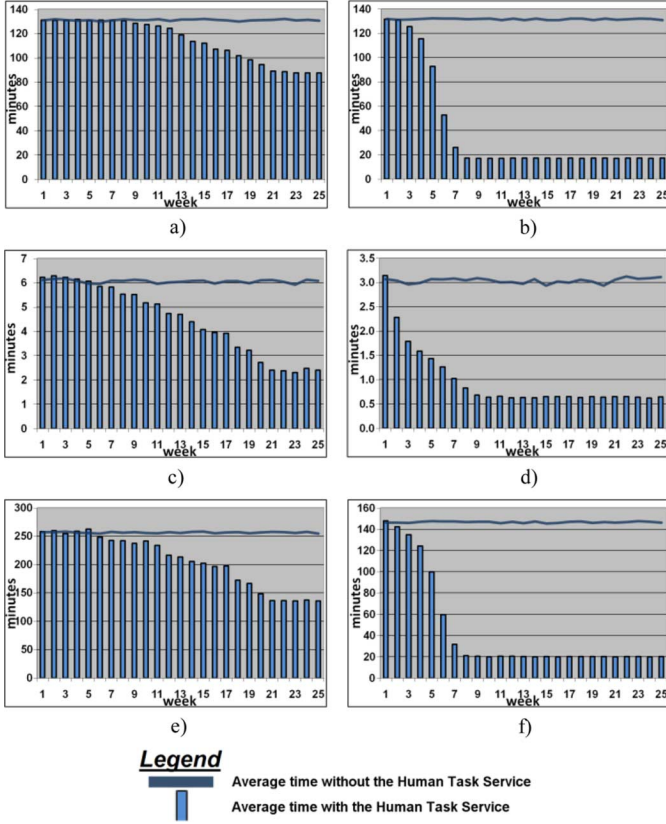 140 140
120 120
100 100
80 80
60 60
40 40
20 20
0 0
minutes minutes
1 3 5 7 9 11 13 15 17 19 21 23 25 1 3 5 7 9 11 13 15 17 19 21 23 25
week week
a) b)
7 3.5
6 3.0
5 2.5
4 2.0
3 1.5
2 1.0
1 0.5
0 0.0
minutes minutes
1 3 5 7 9 11 13 15 17 19 21 23 25 1 3 5 7 9 11 13 15 17 19 21 23 25
week week
c) d)
300 160
250 140
200 120
150 100
100 80
50 60
0 40
20
0
minutes minutes
1 3 5 7 9 11 13 15 17 19 21 23 25 1 3 5 7 9 11 13 15 17 19 21 23 25
week week
e) f)
Legend
Average time without the Human Task Service
Average time with the Human Task Service